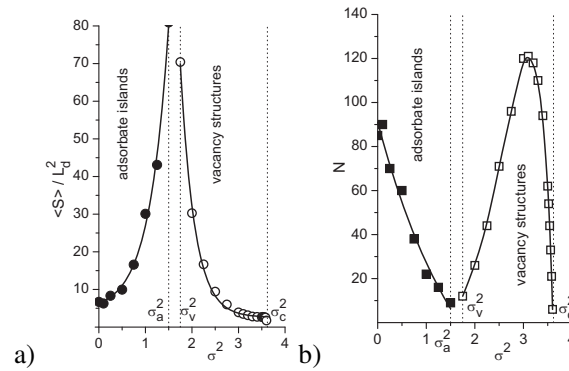 a)
<S> / L_d^2
80
70
60
50
40
30
20
10
0
0 1 2 3 4
adsorbate islands
vacancy structures
σ_a^2 σ_v^2 σ_c^2
σ^2
b)
N
140
120
100
80
60
40
20
0 1 2 3 4
adsorbate islands
vacancy structures
σ_a^2 σ_v^2
σ^2